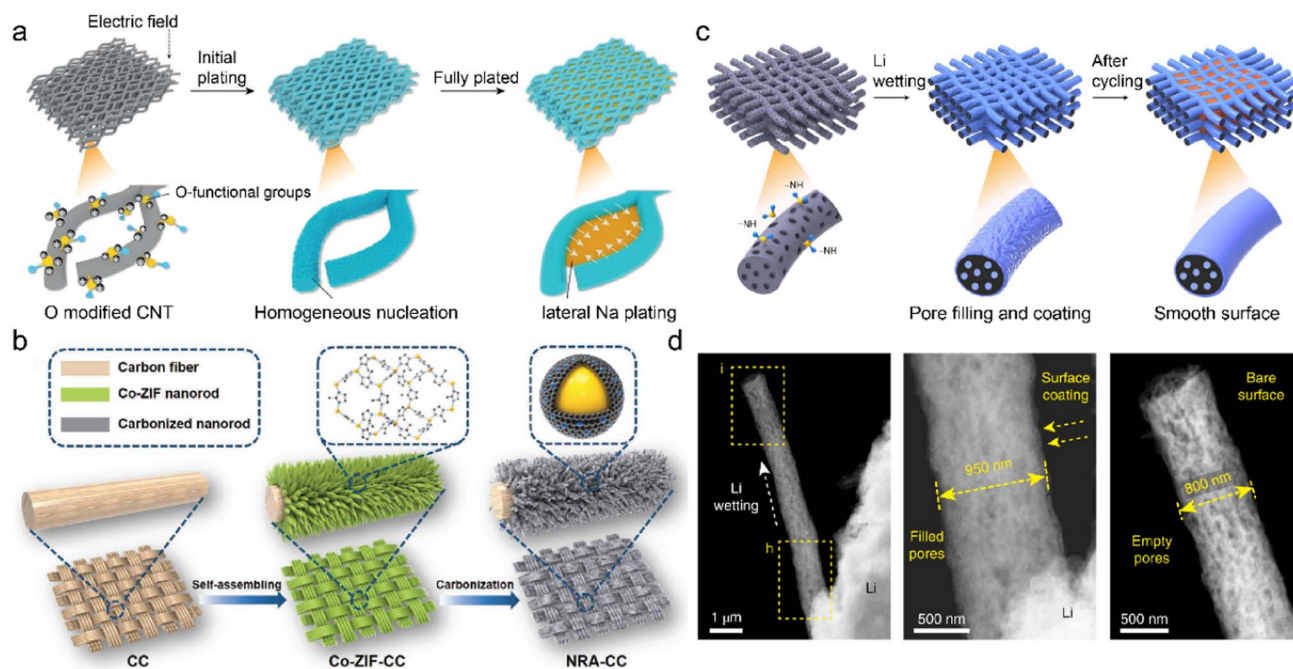 a
Electric field
Initial
plating
Fully plated
O-functional groups
O modified CNT
Homogeneous nucleation
lateral Na plating
b
Carbon fiber
Co-ZIF nanorod
Carbonized nanorod
Self-assembling
Carbonization
CC
Co-ZIF-CC
NRA-CC
c
Li
wetting
After
cycling
–NH
–NH
–NH
Pore filling and coating
Smooth surface
d
i
Li
wetting
h
Li
1 μm
Surface
coating
950 nm
Filled
pores
Li
500 nm
Bare surface
800 nm
Empty
pores
500 nm